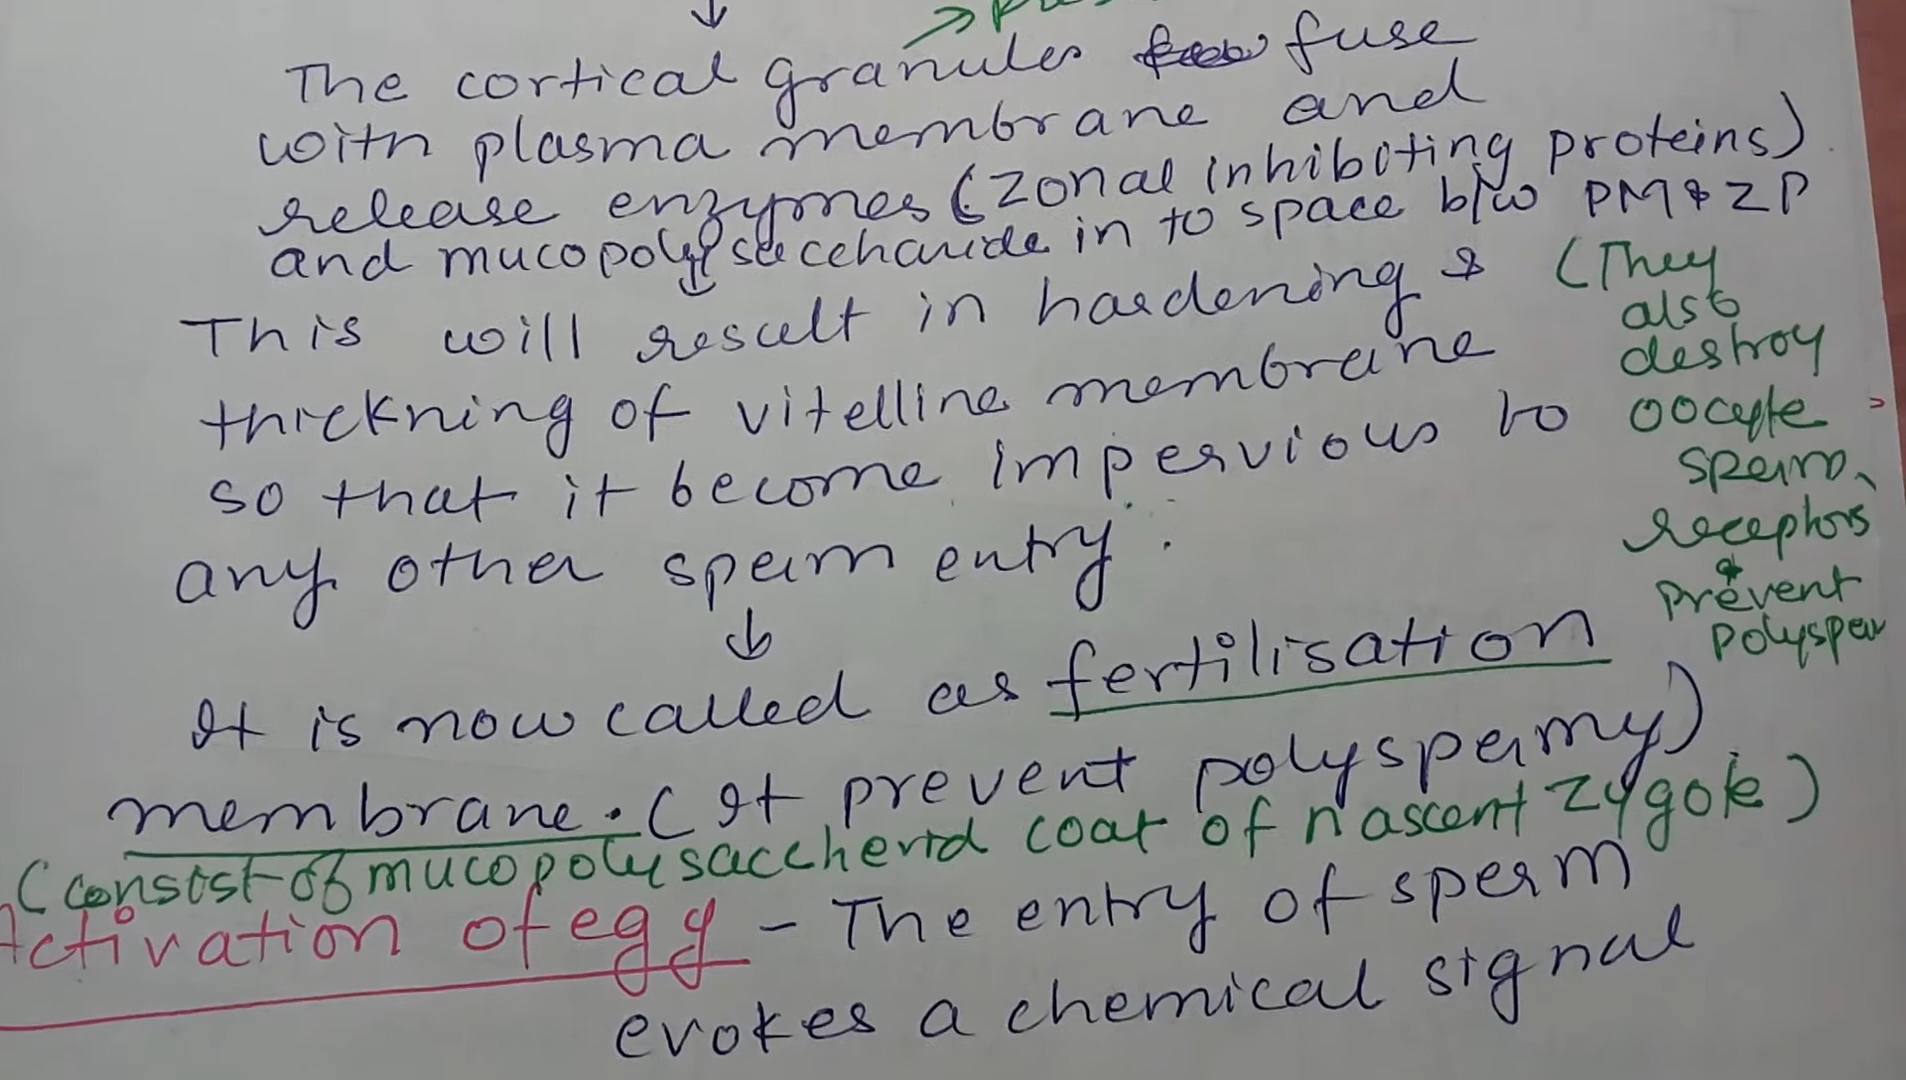 The cortical granules fuse
with plasma membrane and
release enzymes (zonal inhibiting proteins)
and mucopolysaccharide in to space b/w PM & ZP
↓
This will result in hardening &
thickning of vitelline membrane
so that it become impervious to
any other sperm entry.
(They
also
destroy
oocyte
sperm
receptors
&
prevent
polysper
↓
It is now called as fertilisation
membrane. (It prevent polyspermy)
(consist of mucopolysaccherid coat of nascent zygote)
Activation of egg - The entry of sperm
evokes a chemical signal